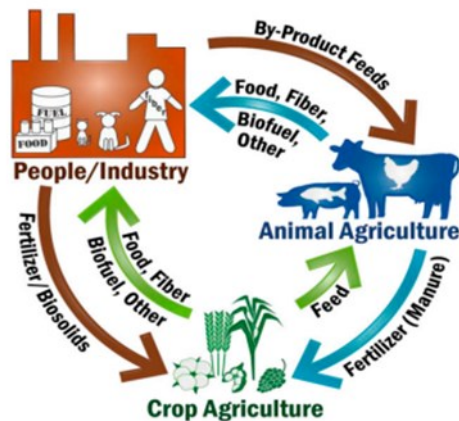 By-Product Feeds
Food, Fiber,
Biofuel,
Other
fiber
FUEL
FOOD
People/Industry
Animal Agriculture
Fertilizer/Biosolids
Food, Fiber
Biofuel, Other
Feed
Fertilizer (Manure)
Crop Agriculture